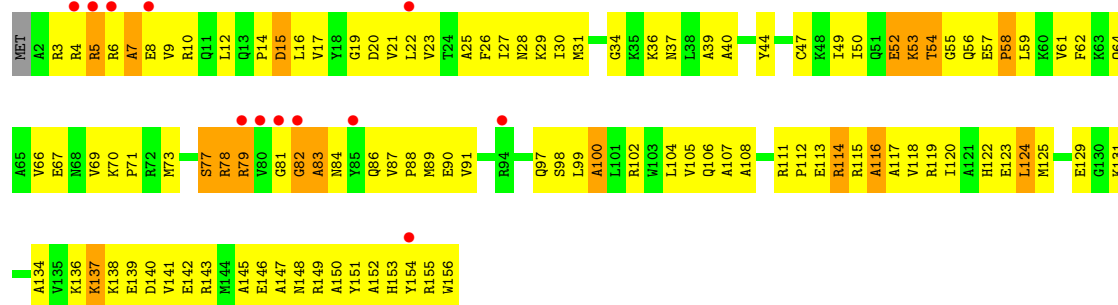 MET A2 R3 R4 R5 R6 A7 E8 V9 R10 Q11 L12 Q13 P14 D15 L16 V17 Y18 G19 D20 V21 L22 V23 T24 A25 F26 I27 N28 K29 I30 M31 G34 K35 K36 N37 L38 A39 A40 Y44 C47 K48 I49 I50 Q51 E52 K53 T54 G55 Q56 E57 P58 L59 K60 V61 F62 K63 Q64
A65 V66 E67 N68 V69 K70 P71 R72 M73 S77 R78 R79 V80 G81 G82 A83 N84 Y85 Q86 V87 P88 M89 E90 V91 R94 Q97 S98 L99 A100 L101 R102 W103 L104 V105 Q106 A107 A108 R111 P112 E113 R114 R115 A116 A117 V118 R119 I120 A121 H122 E123 L124 M125 E129 G130 K131
A134 V135 K136 K137 K138 E139 D140 V141 E142 R143 M144 A145 E146 A147 N148 R149 A150 Y151 A152 H153 Y154 R155 W156